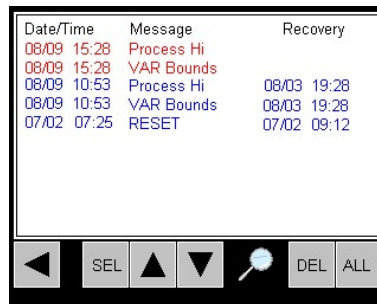 Date/Time Message Recovery
08/09 15:28 Process Hi
08/09 15:28 VAR Bounds
08/09 10:53 Process Hi 08/03 19:28
08/09 10:53 VAR Bounds 08/03 19:28
07/02 07:25 RESET 07/02 09:12
SEL DEL ALL